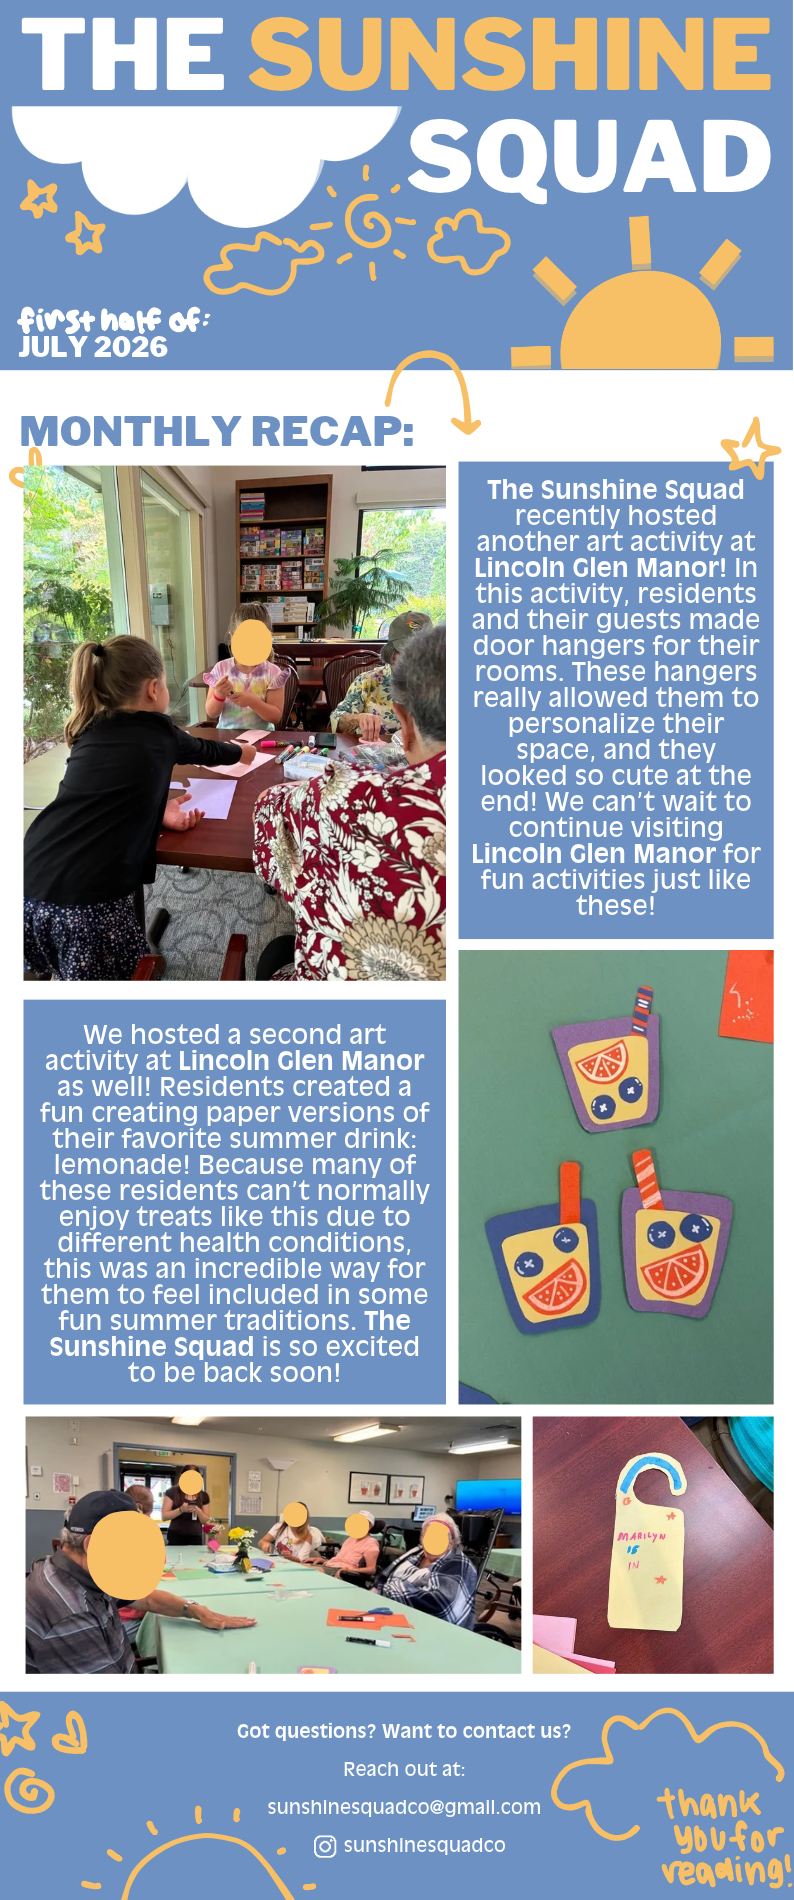 THE SUNSHINE
SQUAD
first half of:
JULY 2026
MONTHLY RECAP:
The Sunshine Squad
recently hosted
another art activity at
Lincoln Glen Manor! In
this activity, residents
and their guests made
door hangers for their
rooms. These hangers
really allowed them to
personalize their
space, and they
looked so cute at the
end! We can't wait to
continue visiting
Lincoln Glen Manor for
fun activities just like
these!
We hosted a second art
activity at Lincoln Glen Manor
as well! Residents created a
fun creating paper versions of
their favorite summer drink:
lemonade! Because many of
these residents can't normally
enjoy treats like this due to
different health conditions,
this was an incredible way for
them to feel included in some
fun summer traditions. The
Sunshine Squad is so excited
to be back soon!
MARILYN
IS
IN
Got questions? Want to contact us?
Reach out at:
sunshinesquadco@gmail.com
sunshinesquadco
thank
you for
reading!